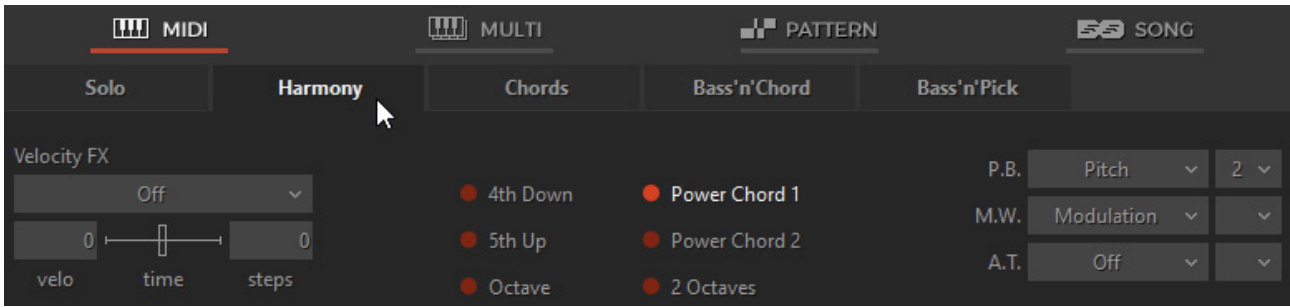 MIDI MULTI PATTERN SONG
Solo Harmony Chords Bass'n'Chord Bass'n'Pick
Velocity FX
Off
0 0
velo time steps
4th Down Power Chord 1
5th Up Power Chord 2
Octave 2 Octaves
P.B. Pitch 2
M.W. Modulation
A.T. Off